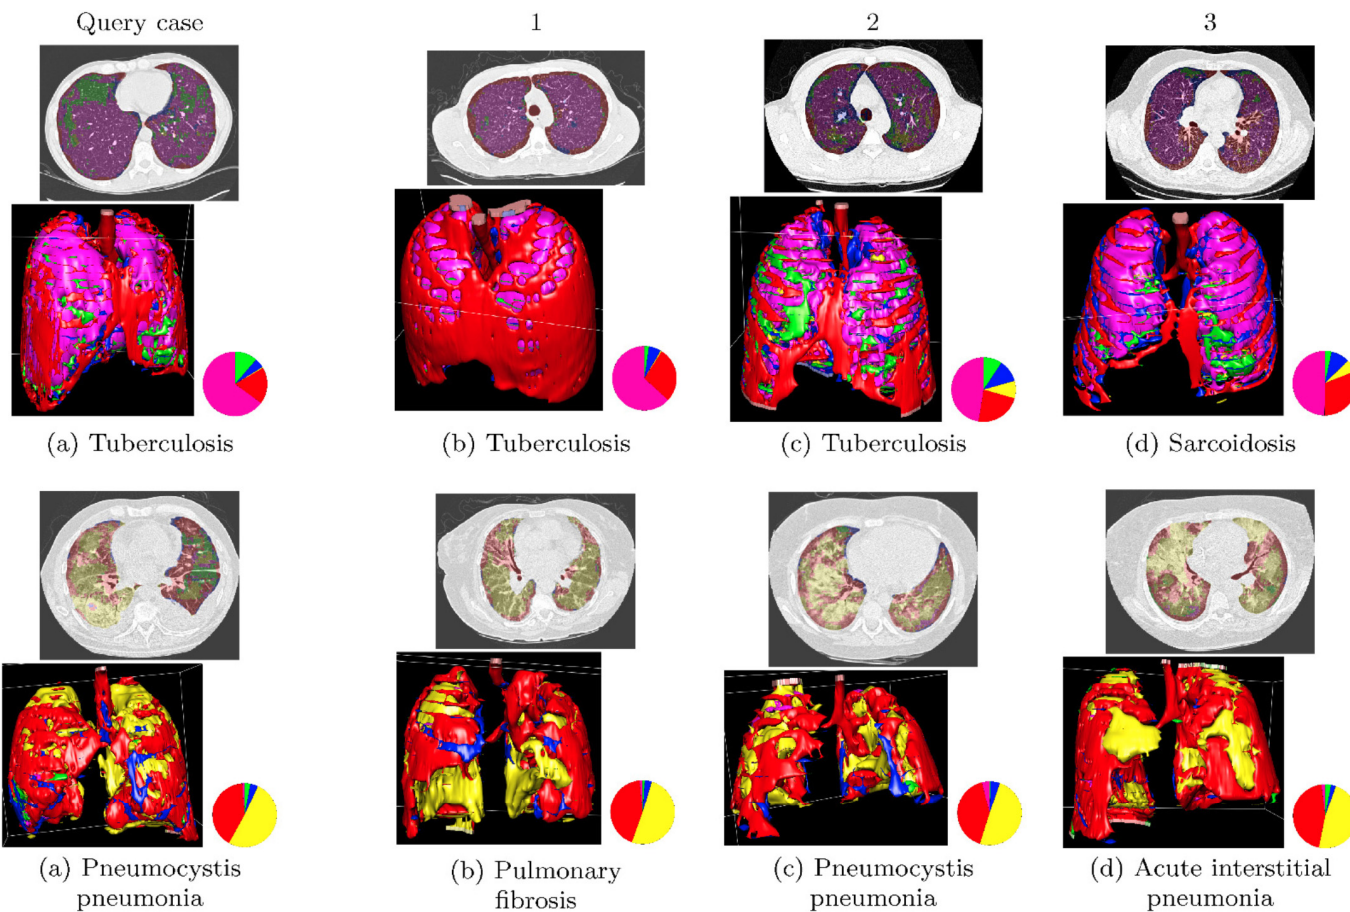 Query case
1
2
3
(a) Tuberculosis
(b) Tuberculosis
(c) Tuberculosis
(d) Sarcoidosis
(a) Pneumocystis
pneumonia
(b) Pulmonary
fibrosis
(c) Pneumocystis
pneumonia
(d) Acute interstitial
pneumonia